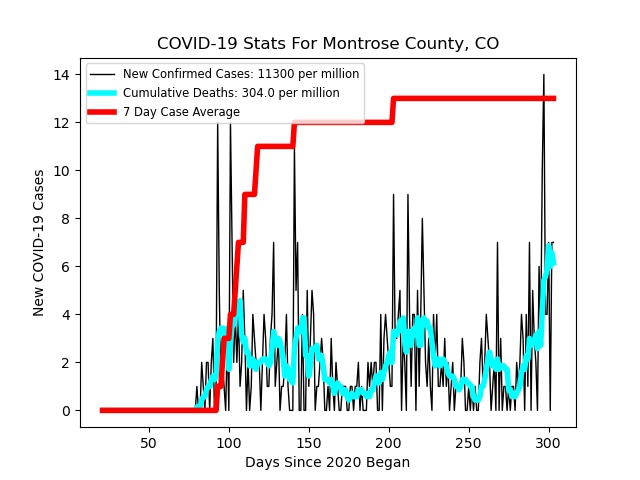 COVID-19 Stats For Montrose County, CO
New Confirmed Cases: 11300 per million
Cumulative Deaths: 304.0 per million
7 Day Case Average
14
12
10
8
6
4
2
0
New COVID-19 Cases
50 100 150 200 250 300
Days Since 2020 Began